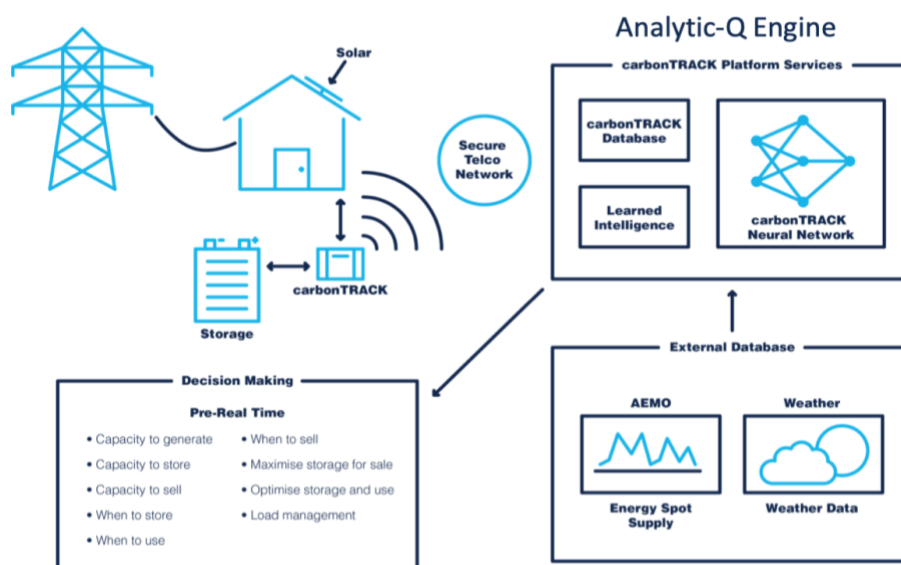 Analytic-Q Engine
Solar
Secure
Telco
Network
carbonTRACK
Storage
carbonTRACK Platform Services
carbonTRACK
Database
Learned
Intelligence
carbonTRACK
Neural Network
External Database
AEMO
Energy Spot
Supply
Weather
Weather Data
Decision Making
Pre-Real Time
• Capacity to generate
• Capacity to store
• Capacity to sell
• When to store
• When to use
• When to sell
• Maximise storage for sale
• Optimise storage and use
• Load management